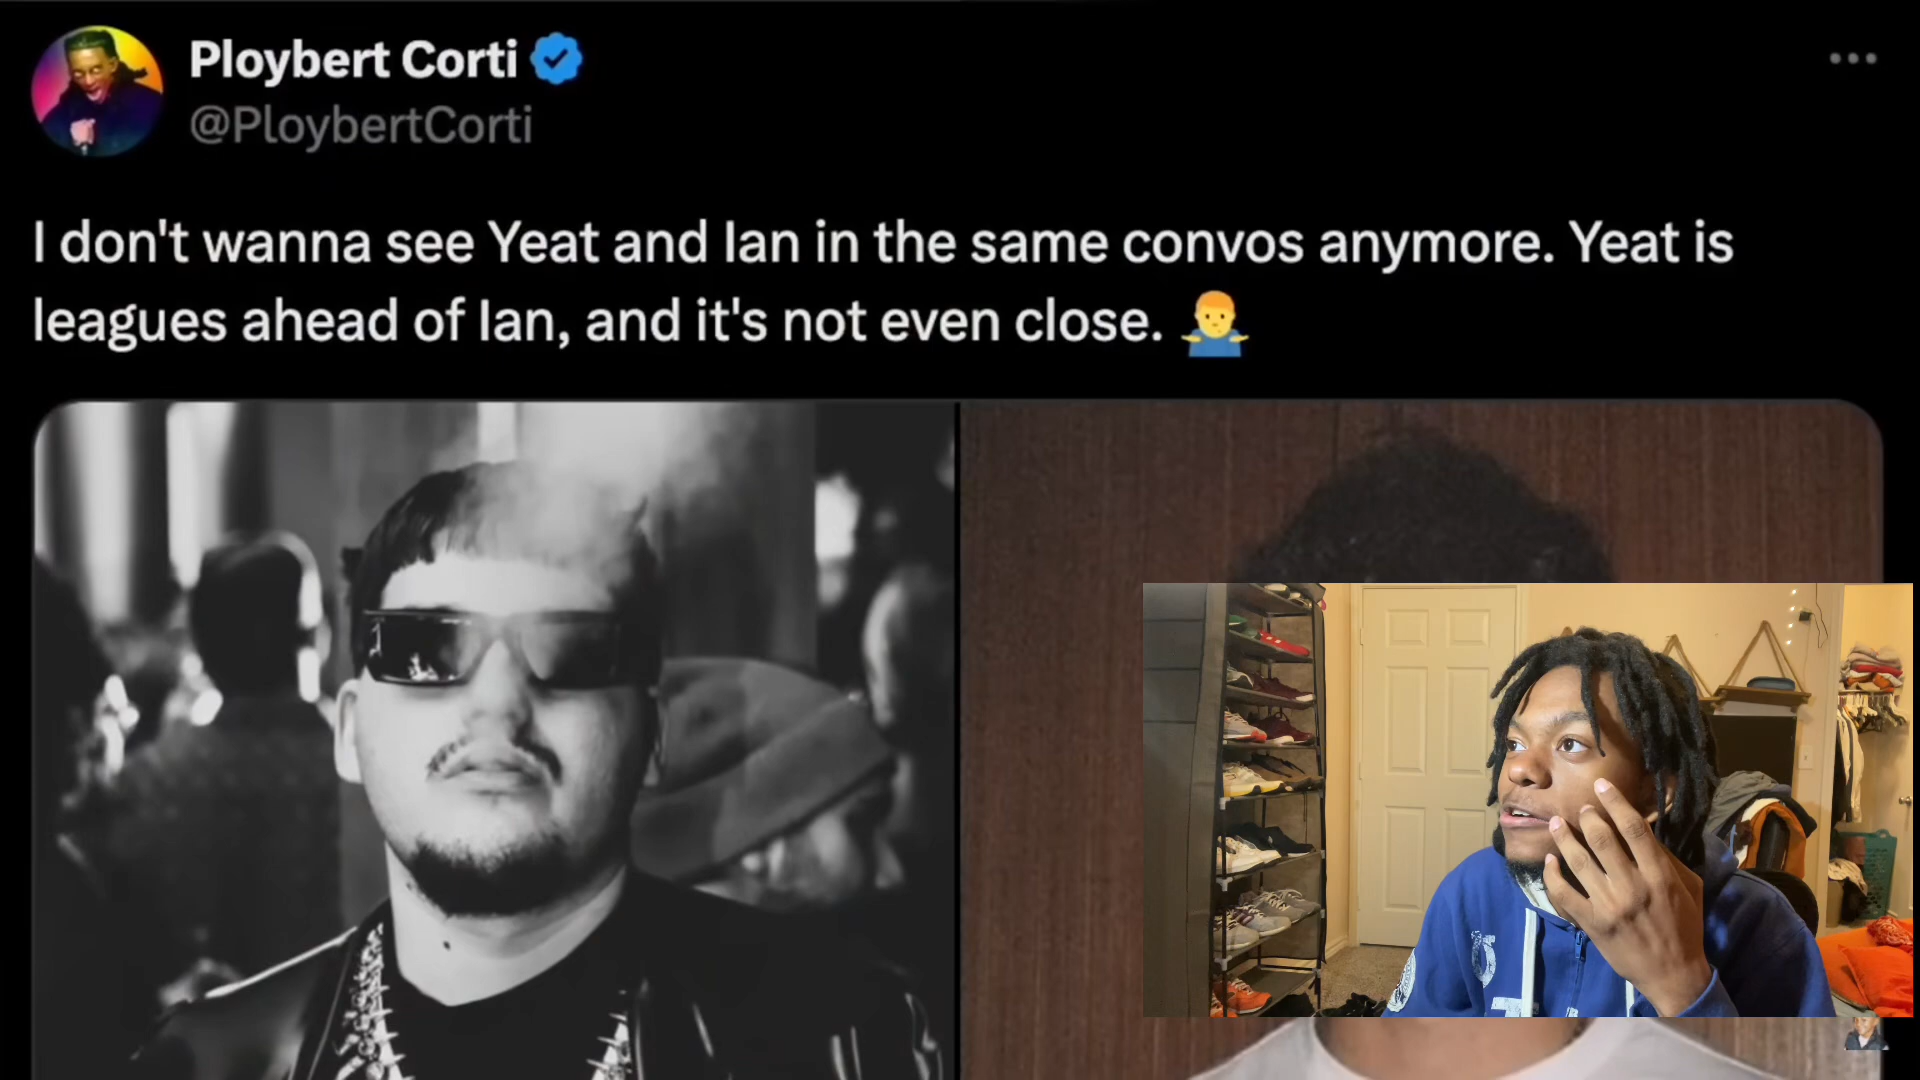 Ploybert Corti
@PloybertCorti
I don't wanna see Yeat and Ian in the same convos anymore. Yeat is
leagues ahead of Ian, and it's not even close.